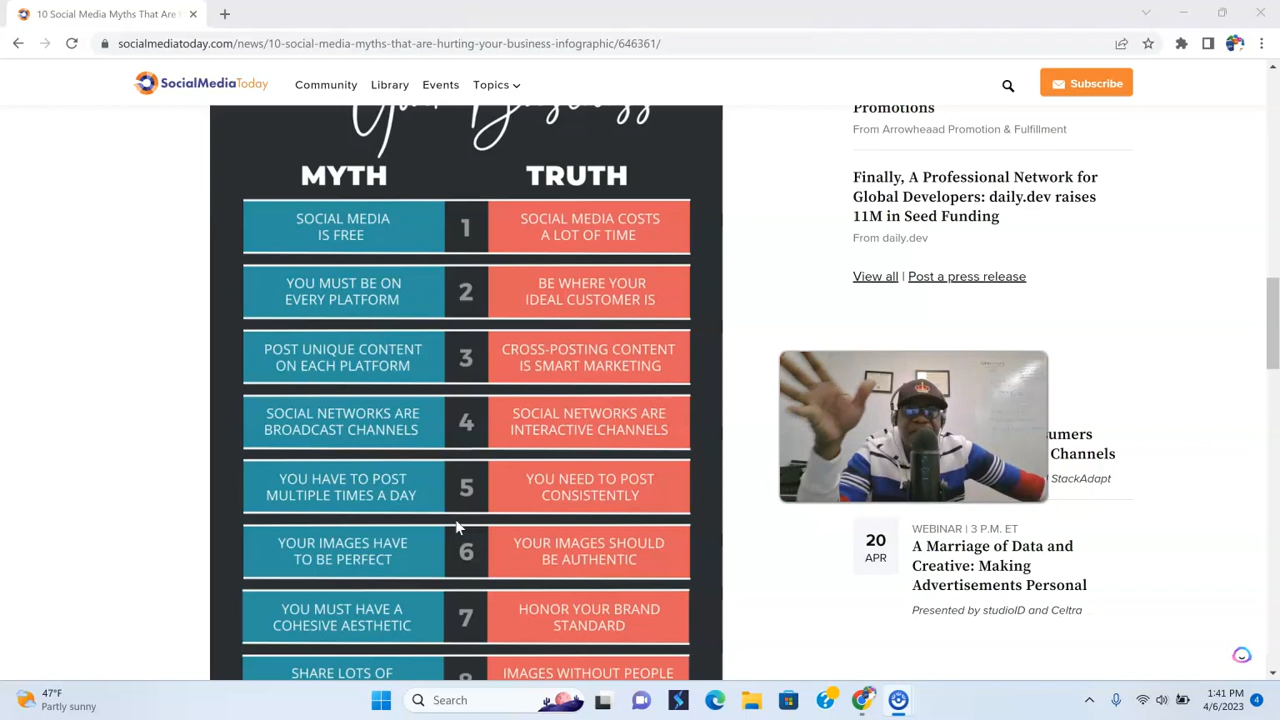 10 Social Media Myths That Are
socialmediatoday.com/news/10-social-media-myths-that-are-hurting-your-business-infographic/646361/
SocialMediaToday
Community Library Events Topics
Subscribe
Your Business
MYTH TRUTH
SOCIAL MEDIA
IS FREE
1
SOCIAL MEDIA COSTS
A LOT OF TIME
YOU MUST BE ON
EVERY PLATFORM
2
BE WHERE YOUR
IDEAL CUSTOMER IS
POST UNIQUE CONTENT
ON EACH PLATFORM
3
CROSS-POSTING CONTENT
IS SMART MARKETING
SOCIAL NETWORKS ARE
BROADCAST CHANNELS
4
SOCIAL NETWORKS ARE
INTERACTIVE CHANNELS
YOU HAVE TO POST
MULTIPLE TIMES A DAY
5
YOU NEED TO POST
CONSISTENTLY
YOUR IMAGES HAVE
TO BE PERFECT
6
YOUR IMAGES SHOULD
BE AUTHENTIC
YOU MUST HAVE A
COHESIVE AESTHETIC
7
HONOR YOUR BRAND
STANDARD
SHARE LOTS OF
8
IMAGES WITHOUT PEOPLE
Promotions
From Arrowheaad Promotion & Fulfillment
Finally, A Professional Network for
Global Developers: daily.dev raises
11M in Seed Funding
From daily.dev
View all | Post a press release
sumers
Channels
StackAdapt
20
APR
WEBINAR | 3 P.M. ET
A Marriage of Data and
Creative: Making
Advertisements Personal
Presented by studioID and Celtra
47°F
Partly sunny
Search
1:41 PM
4/6/2023
4